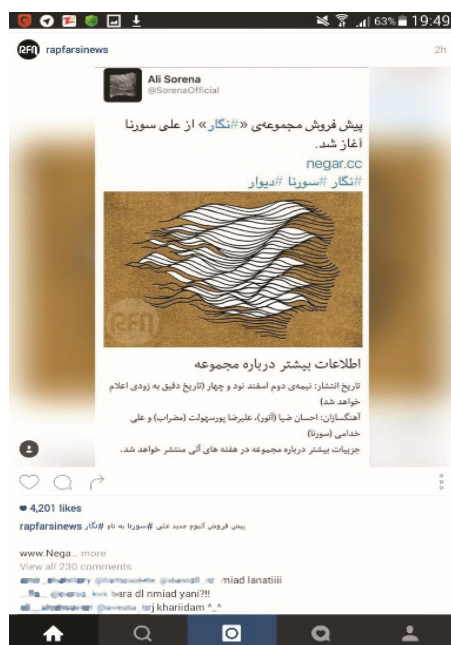 63% 19:49
RFN rapfarsinews 2h
Ali Sorena
@SorenaOfficial
پیش فروش مجموعه‌ی «#نگار» از علی سورنا
آغاز شد.
negar.cc
#نگار #سورنا #دیوار
RFN
اطلاعات بیشتر درباره مجموعه
تاریخ انتشار: نیمه‌ی دوم اسفند نود و چهار (تاریخ دقیق به زودی اعلام
خواهد شد)
آهنگسازان: احسان ضیا (آتور)، علیرضا پورسهولت (مضراب) و علی
خدامی (سورنا)
جزییات بیشتر درباره مجموعه در هفته های آتی منتشر خواهد شد.
4,201 likes
rapfarsinews پیش فروش آلبوم جدید علی #سورنا به نام #نگار
www.Nega... more
View all 230 comments
miad lanatiiii
bara dl nmiad yani?!!
khariidam ^_^